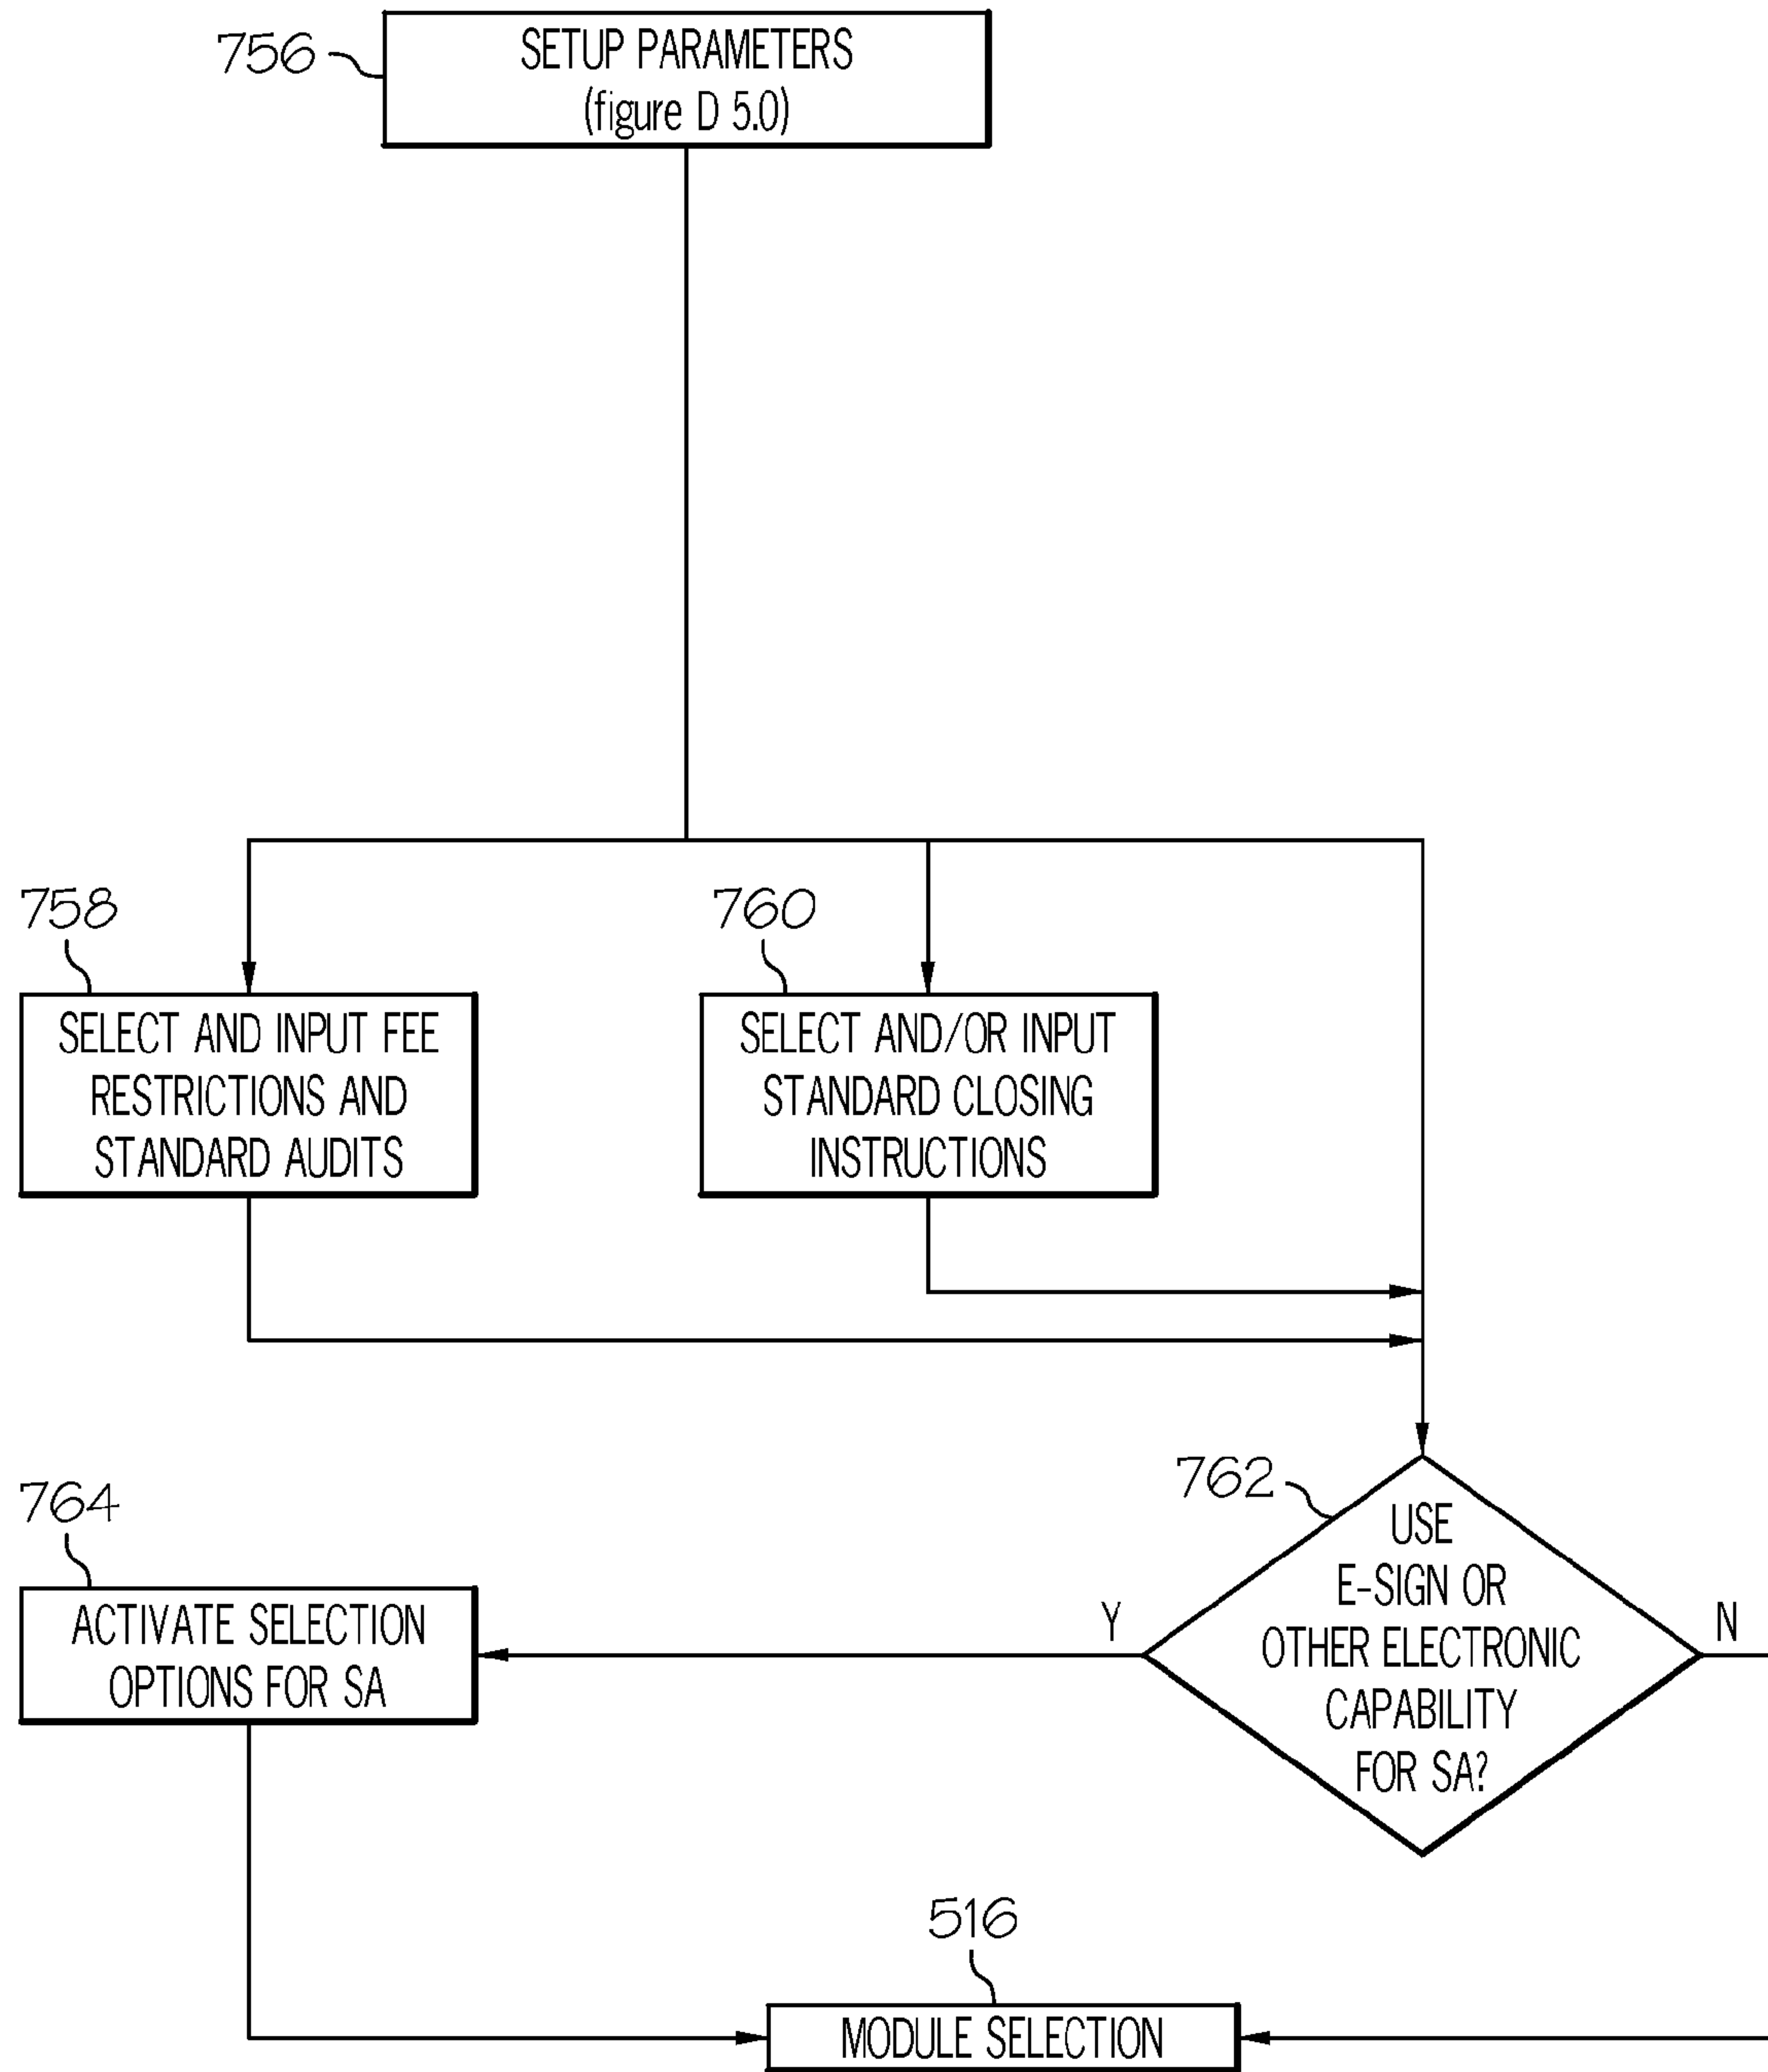 756
SETUP PARAMETERS
(figure D 5.0)
758
760
SELECT AND INPUT FEE
RESTRICTIONS AND
STANDARD AUDITS
SELECT AND/OR INPUT
STANDARD CLOSING
INSTRUCTIONS
762
USE
E-SIGN OR
OTHER ELECTRONIC
CAPABILITY
FOR SA?
Y
N
764
ACTIVATE SELECTION
OPTIONS FOR SA
516
MODULE SELECTION